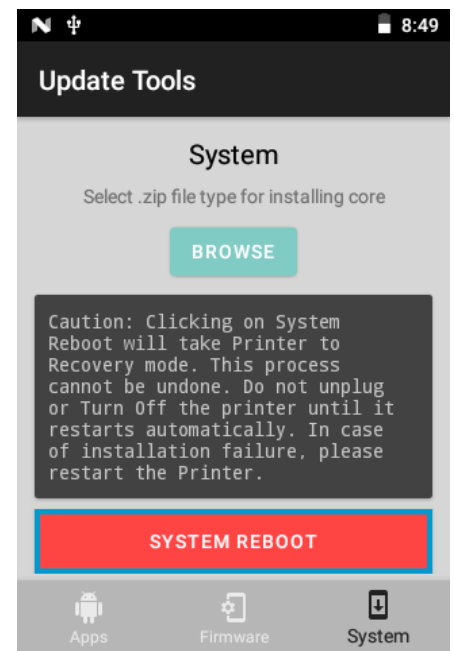 8:49
Update Tools
System
Select .zip file type for installing core
BROWSE
Caution: Clicking on System
Reboot will take Printer to
Recovery mode. This process
cannot be undone. Do not unplug
or Turn Off the printer until it
restarts automatically. In case
of installation failure, please
restart the Printer.
SYSTEM REBOOT
Apps Firmware System